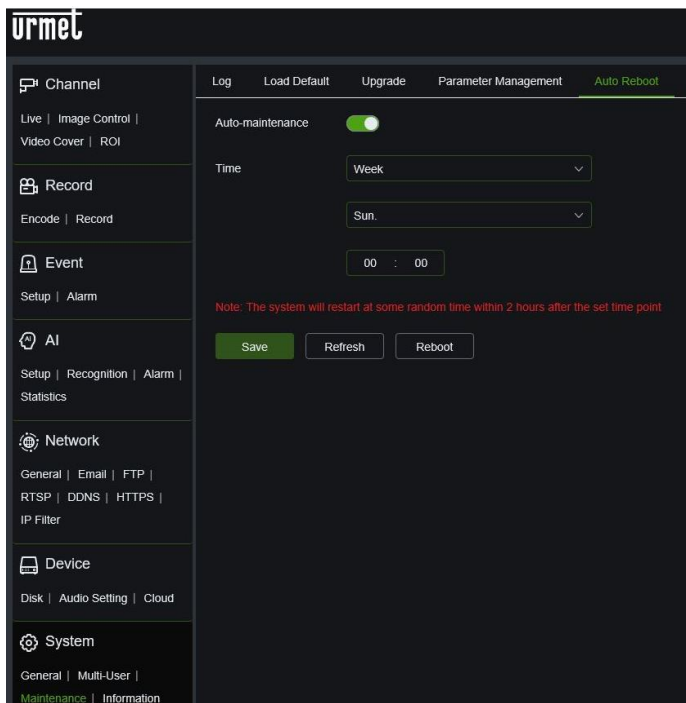 urmet
Channel
Live | Image Control |
Video Cover | ROI
Record
Encode | Record
Event
Setup | Alarm
AI
AI
Setup | Recognition | Alarm |
Statistics
Network
General | Email | FTP |
RTSP | DDNS | HTTPS |
IP Filter
Device
Disk | Audio Setting | Cloud
System
General | Multi-User |
Maintenance | Information
Log Load Default Upgrade Parameter Management Auto Reboot
Auto-maintenance
Time Week
Sun.
00 : 00
Note: The system will restart at some random time within 2 hours after the set time point
Save Refresh Reboot